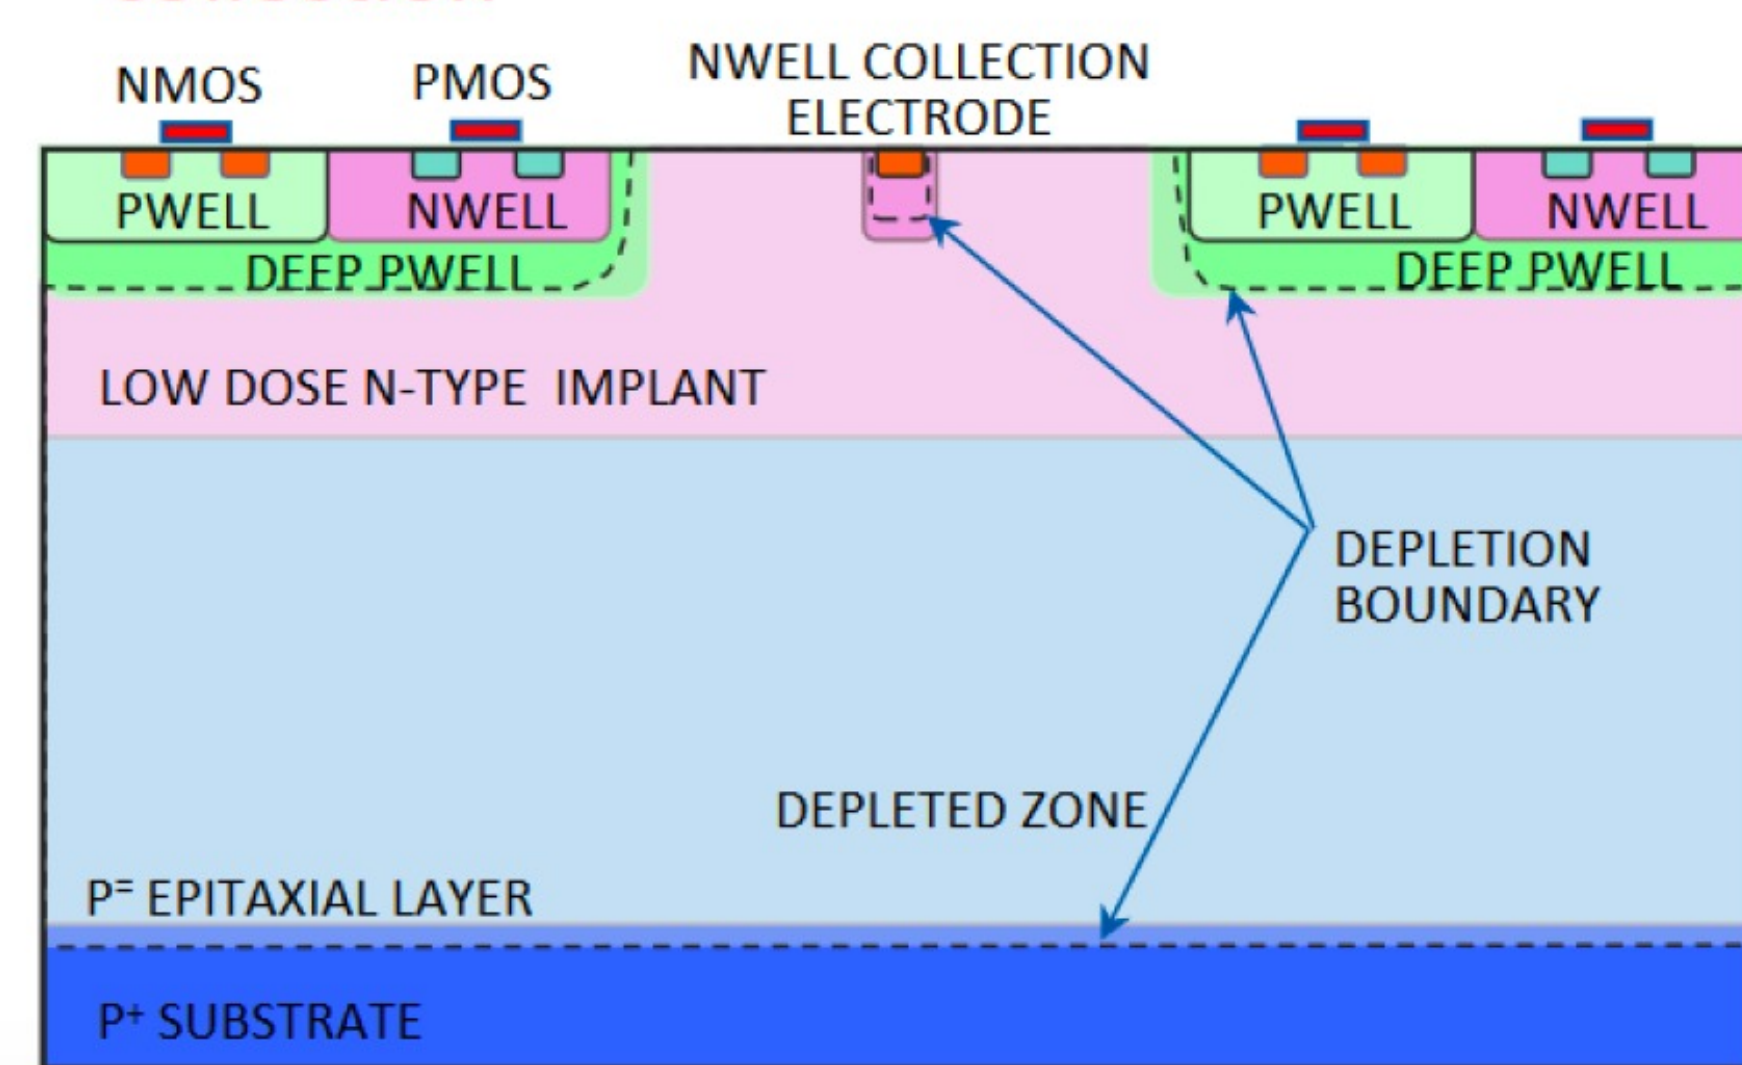 NMOS
PMOS
NWELL COLLECTION
ELECTRODE
PWELL
NWELL
PWELL
NWELL
DEEP PWELL
DEEP PWELL
LOW DOSE N-TYPE IMPLANT
DEPLETION
BOUNDARY
DEPLETED ZONE
P⁼ EPITAXIAL LAYER
P⁺ SUBSTRATE